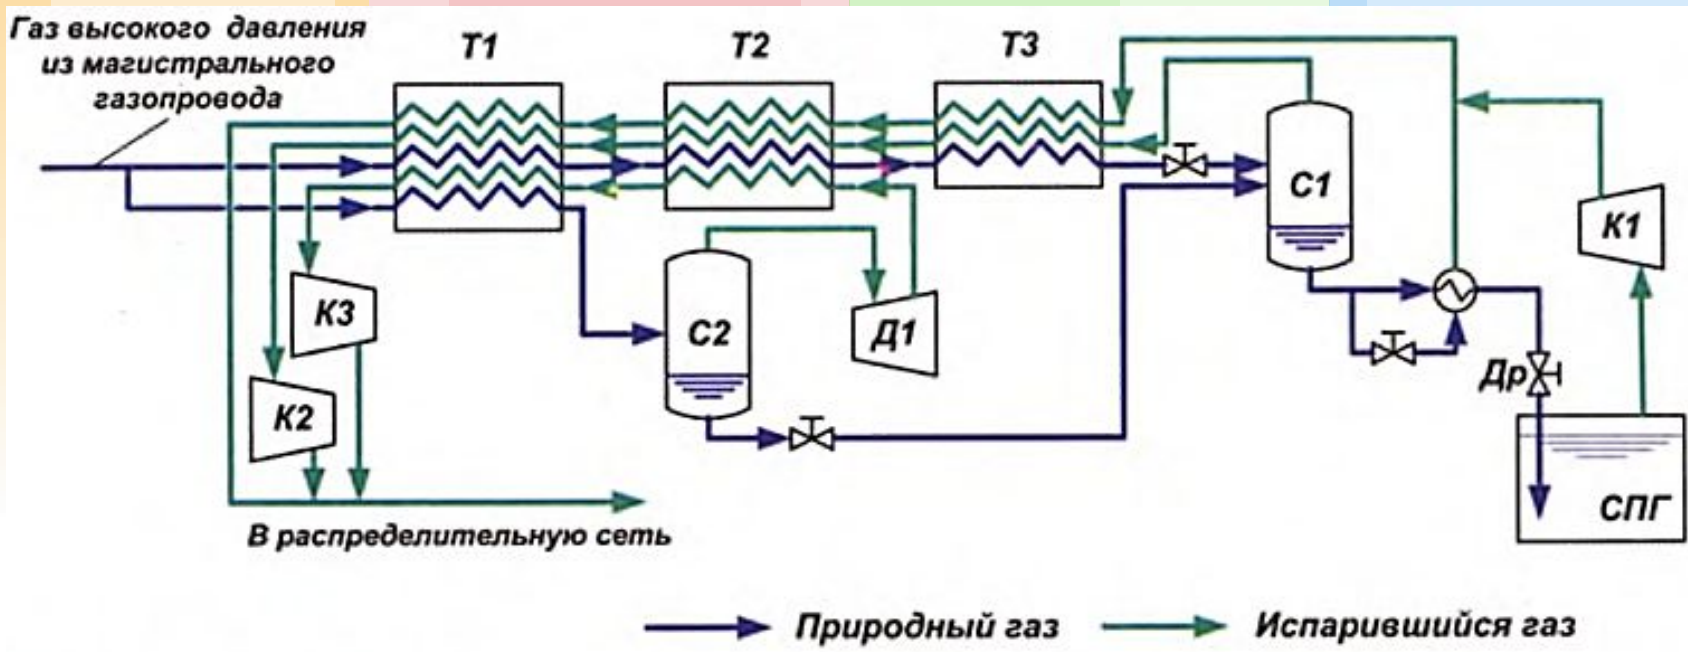 Газ высокого давления
из магистрального
газопровода
Т1
Т2
Т3
С1
К1
К3
С2
Д1
Др
К2
СПГ
В распределительную сеть
Природный газ
Испарившийся газ